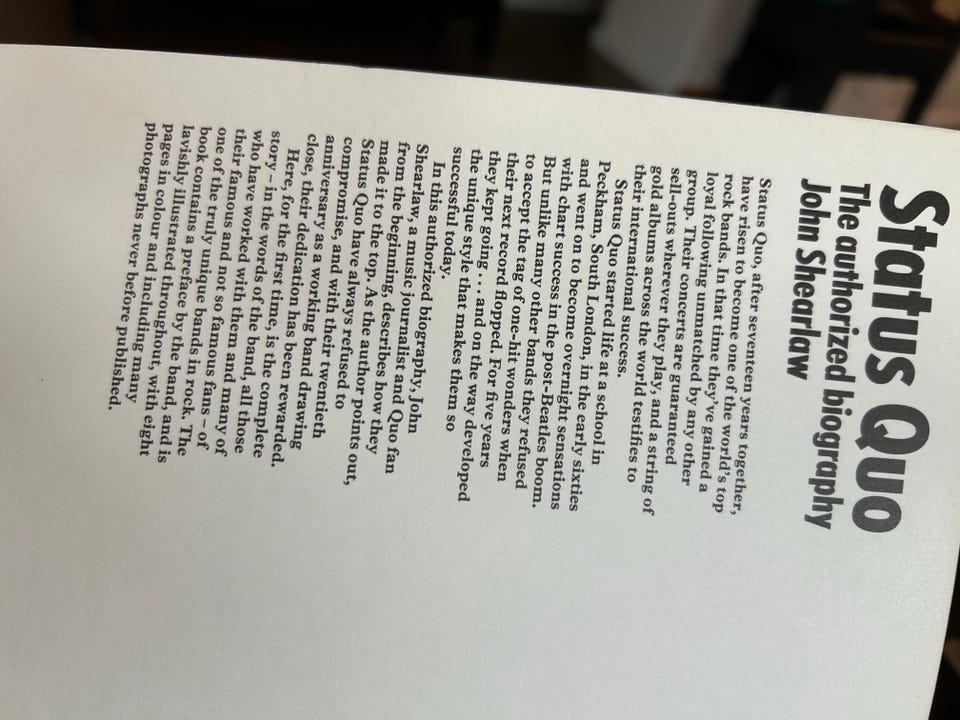 Status Quo
The authorized biography
John Shearlaw
Status Quo, after seventeen years together,
have risen to become one of the world's top
rock bands. In that time they've gained a
loyal following unmatched by any other
group. Their concerts are guaranteed
sell-outs wherever they play, and a string of
gold albums across the world testifies to
their international success.
Status Quo started life at a school in
Peckham, South London, in the early sixties
and went on to become overnight sensations
with chart success in the post-Beatles boom.
But unlike many other bands they refused
to accept the tag of one-hit wonders when
their next record flopped. For five years
they kept going ... and on the way developed
the unique style that makes them so
successful today.
In this authorized biography, John
Shearlaw, a music journalist and Quo fan
from the beginning, describes how they
made it to the top. As the author points out,
Status Quo have always refused to
compromise, and with their twentieth
anniversary as a working band drawing
close, their dedication has been rewarded.
Here, for the first time, is the complete
story – in the words of the band, all those
who have worked with them and many of
their famous and not so famous fans – of
one of the truly unique bands in rock. The
book contains a preface by the band, and is
lavishly illustrated throughout, with eight
pages in colour and including many
photographs never before published.